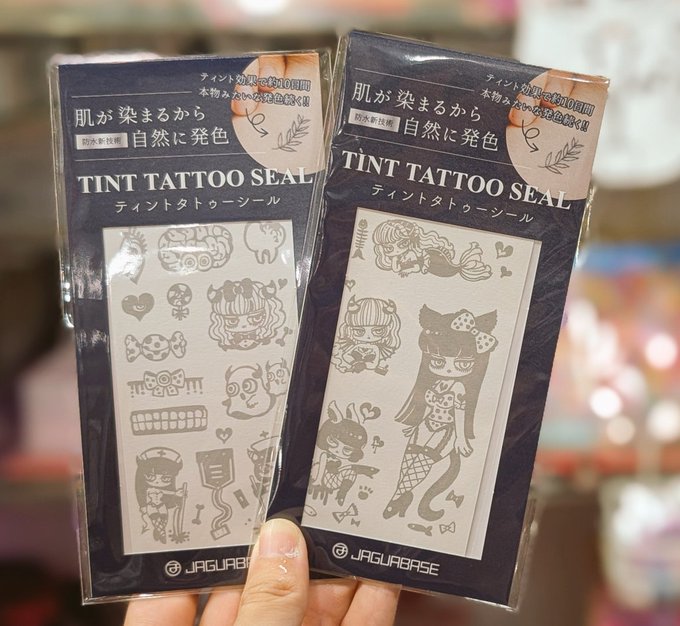 ティント効果で約10日間
本物みたいな発色続く!!
肌が染まるから
防水新技術 自然に発色
TINT TATTOO SEAL
ティントタトゥーシール
JAGUABASE
ティント効果で約10日間
本物みたいな発色続く!!
肌が染まるから
防水新技術 自然に発色
TINT TATTOO SEAL
ティントタトゥーシール
JAGUABASE